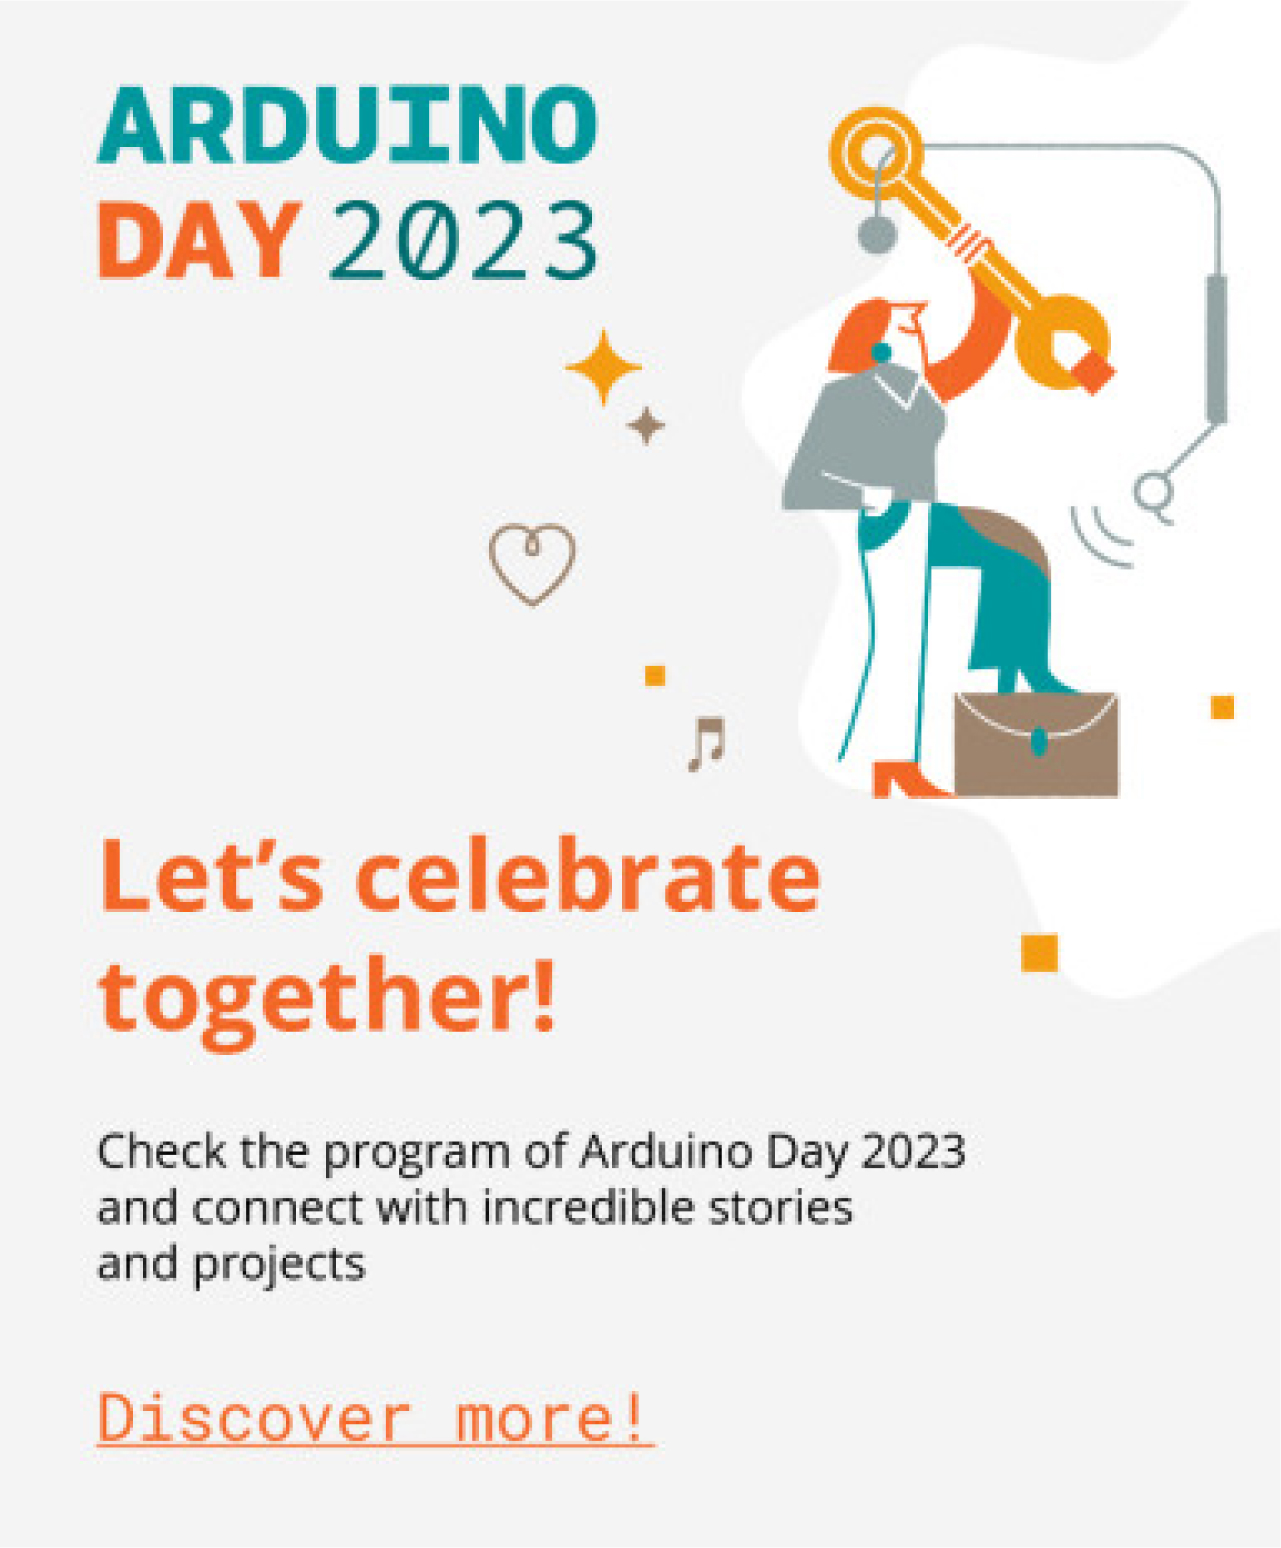 ARDUINO
DAY 2023
Let’s celebrate
together!
Check the program of Arduino Day 2023
and connect with incredible stories
and projects
Discover more!